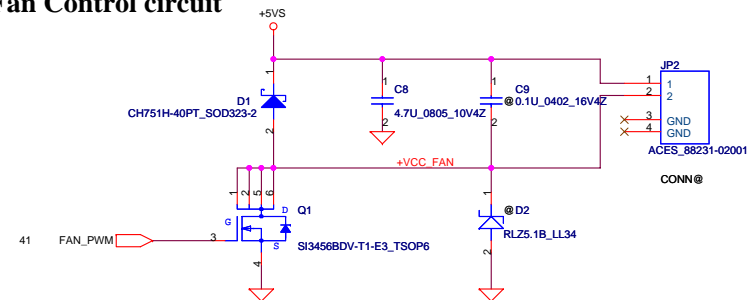 Fan Control circuit
+5VS
JP2
1
1
1
1
1
2
2
D1
C8
C9
CH751H-40PT_SOD323-2
4.7U_0805_10V4Z
@0.1U_0402_16V4Z
3
GND
4
GND
2
2
2
ACES_88231-02001
+VCC_FAN
CONN@
1
2
5
6
1
D
Q1
@D2
G
RLZ5.1B_LL34
41
FAN_PWM
3
S
SI3456BDV-T1-E3_TSOP6
4
2